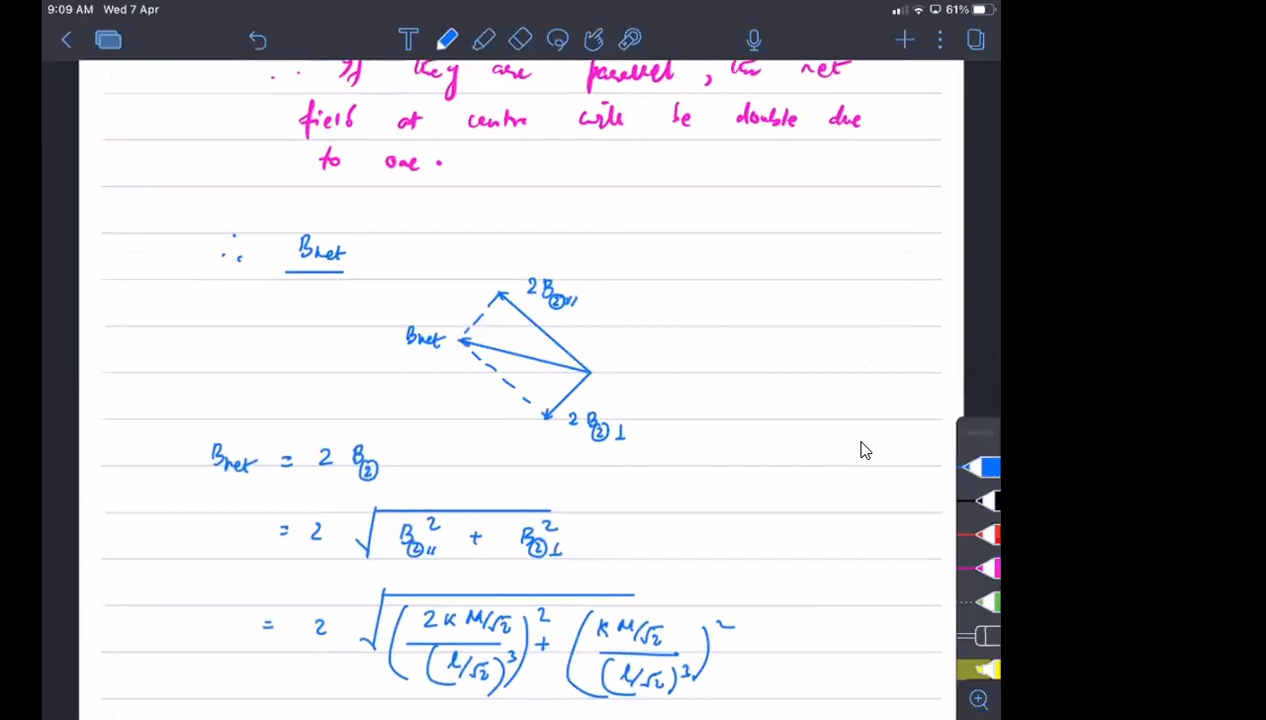 9:09 AM Wed 7 Apr 61%
∴ If they are parallel, the net
field at centre will be double due
to one.
∴ Bnet
2B②∥
Bnet
2 B②⊥
Bnet = 2 B②
= 2 √(B②∥² + B②⊥²)
= 2 √((2KM/√2 / (l/√2)³)² + (KM/√2 / (l/√2)³)²)